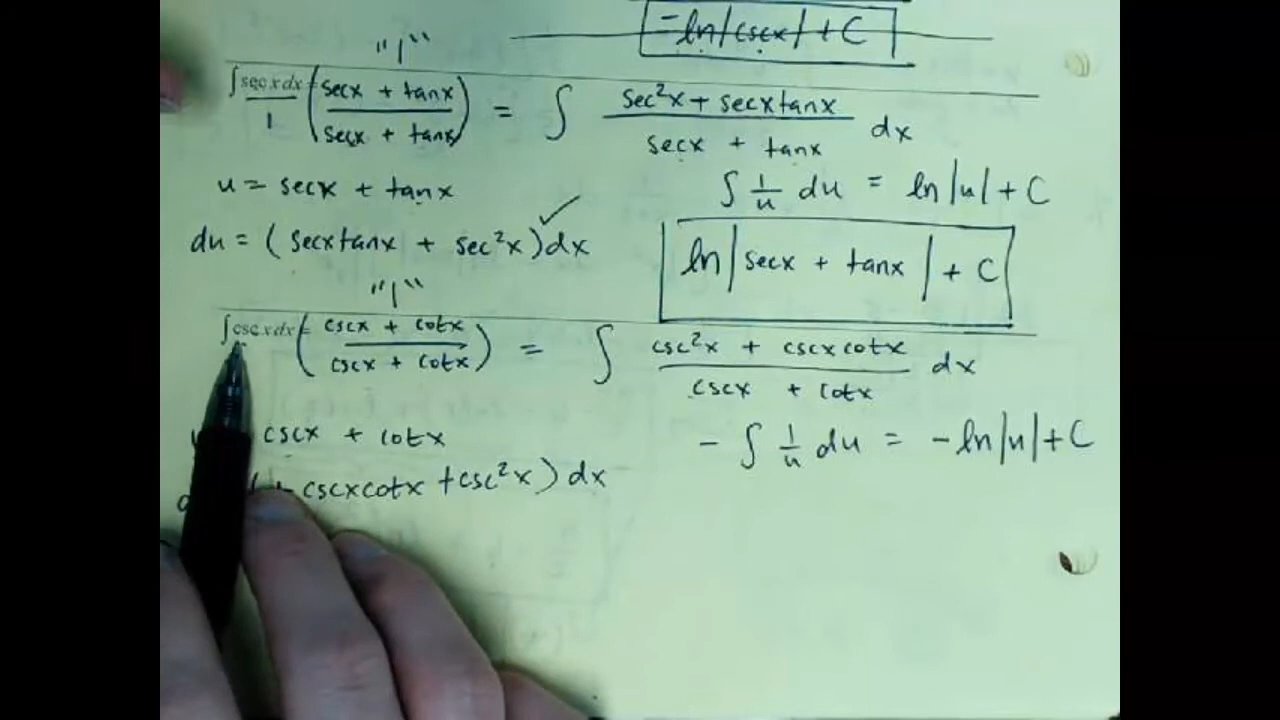 -ln|cscx| + C
"1"
∫sec x dx/1 = (secx + tanx / secx + tanx) = ∫ sec²x + secxtanx / secx + tanx dx
u = secx + tanx
∫ 1/u du = ln|u| + C
du = (secxtanx + sec²x)dx ✓
ln|secx + tanx| + C
"1"
∫csc x dx = (cscx + cotx / cscx + cotx) = ∫ csc²x + cscxcotx / cscx + cotx dx
cscx + cotx
- ∫ 1/u du = -ln|u| + C
cscxcotx + csc²x) dx